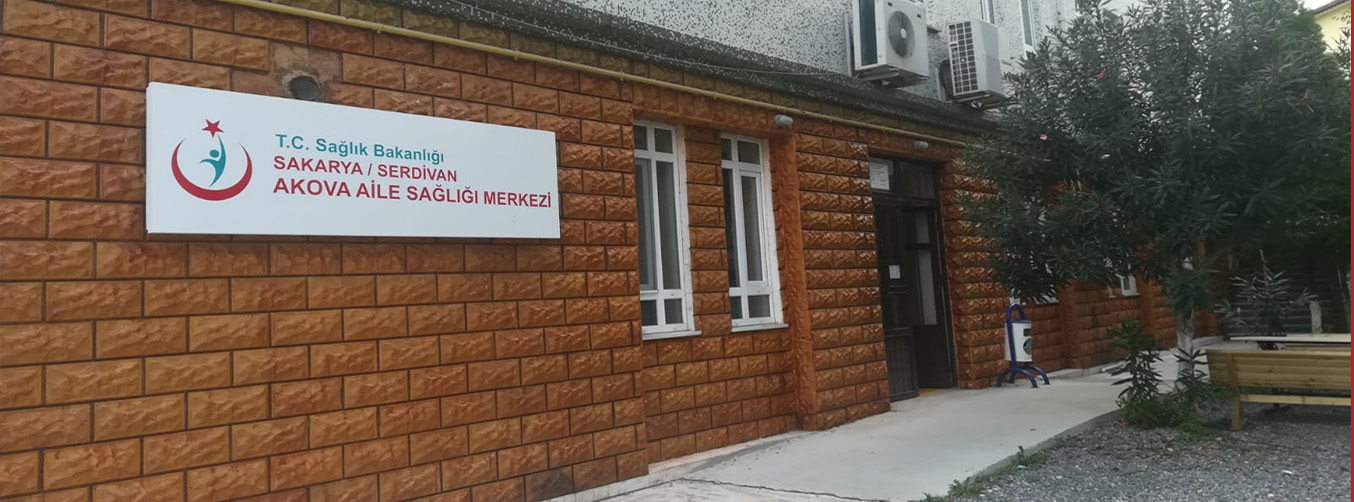 T.C. Sağlık Bakanlığı
SAKARYA / SERDİVAN
AKOVA AİLE SAĞLIĞI MERKEZİ